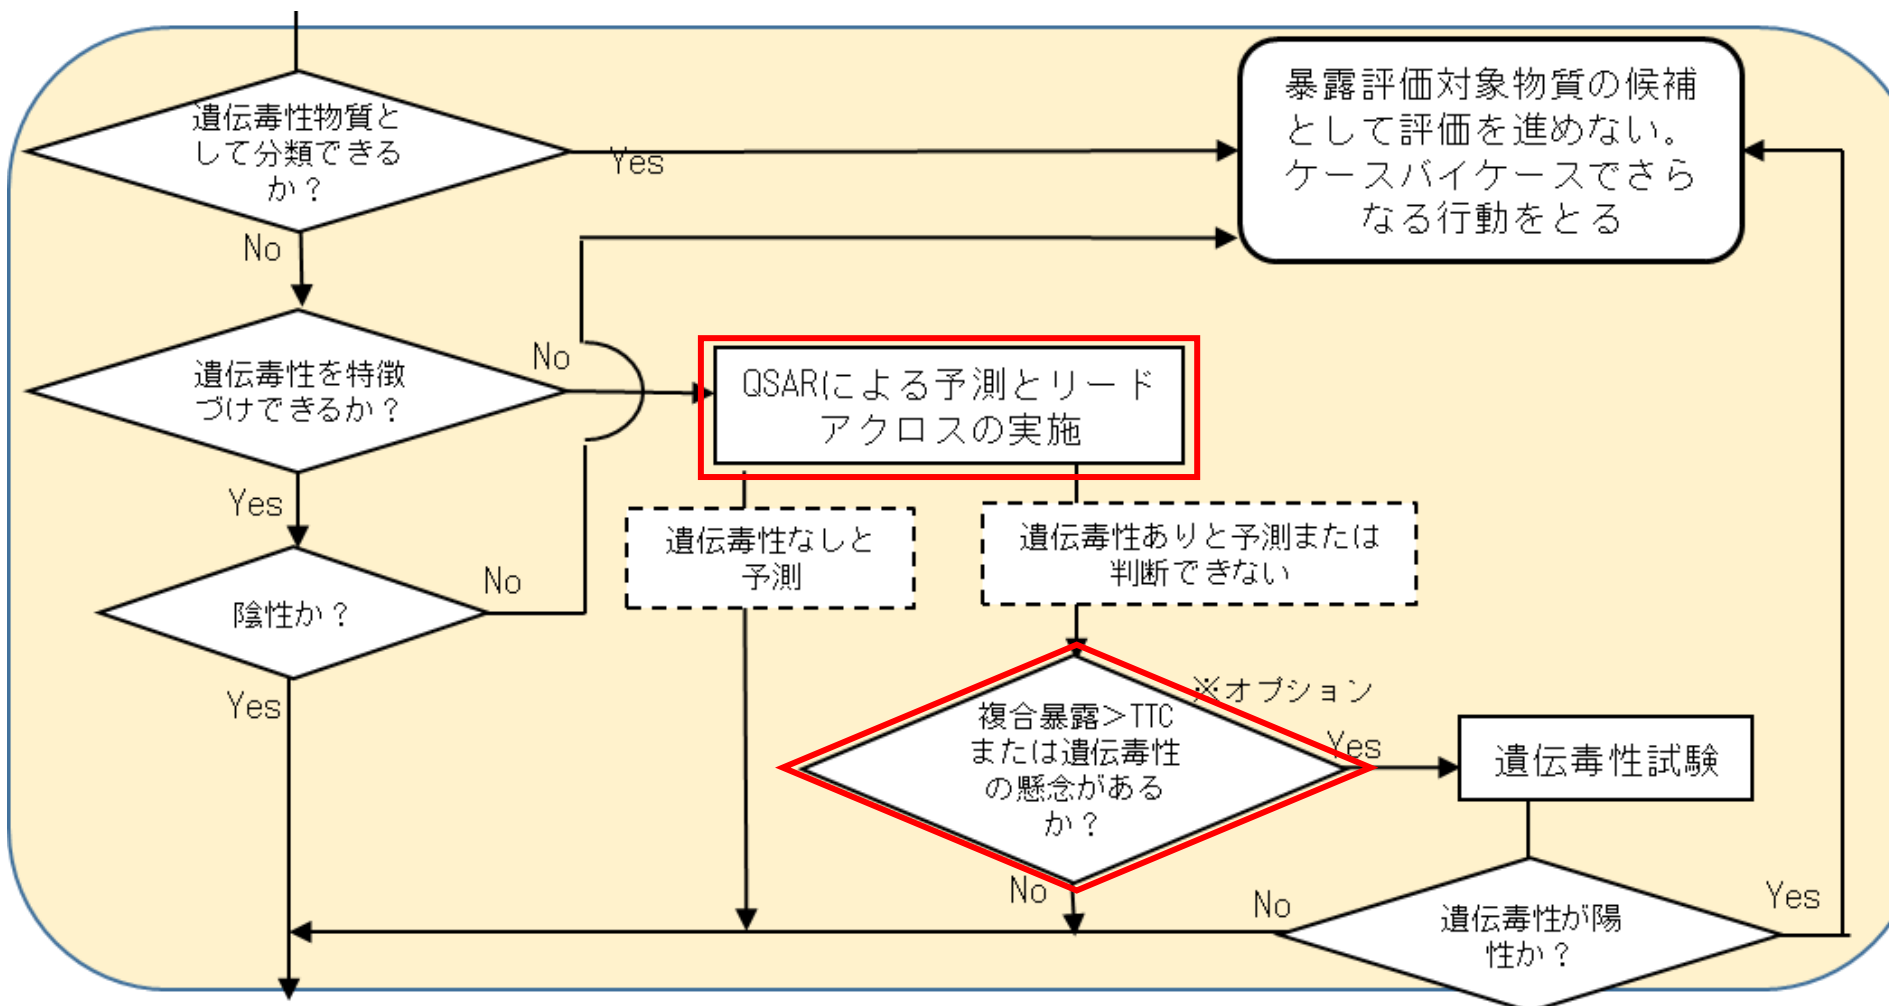 遺伝毒性物質と
して分類できる
か？
Yes
暴露評価対象物質の候補
として評価を進めない。
ケースバイケースでさら
なる行動をとる
No
遺伝毒性を特徴
づけできるか？
No
QSARによる予測とリード
アクロスの実施
Yes
遺伝毒性なしと
予測
遺伝毒性ありと予測または
判断できない
陰性か？
No
Yes
※オプション
複合暴露＞TTC
または遺伝毒性
の懸念がある
か？
Yes
遺伝毒性試験
No
No
遺伝毒性が陽
性か？
Yes